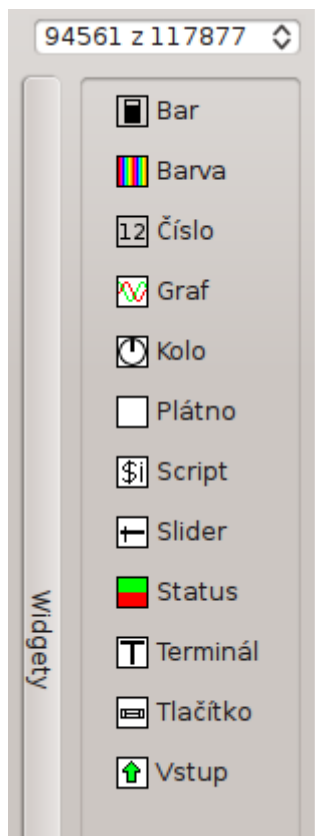 94561 z 117877
Widgety
Bar
Barva
12 Číslo
Graf
Kolo
Plátno
$i Script
Slider
Status
T Terminál
Tlačítko
Vstup